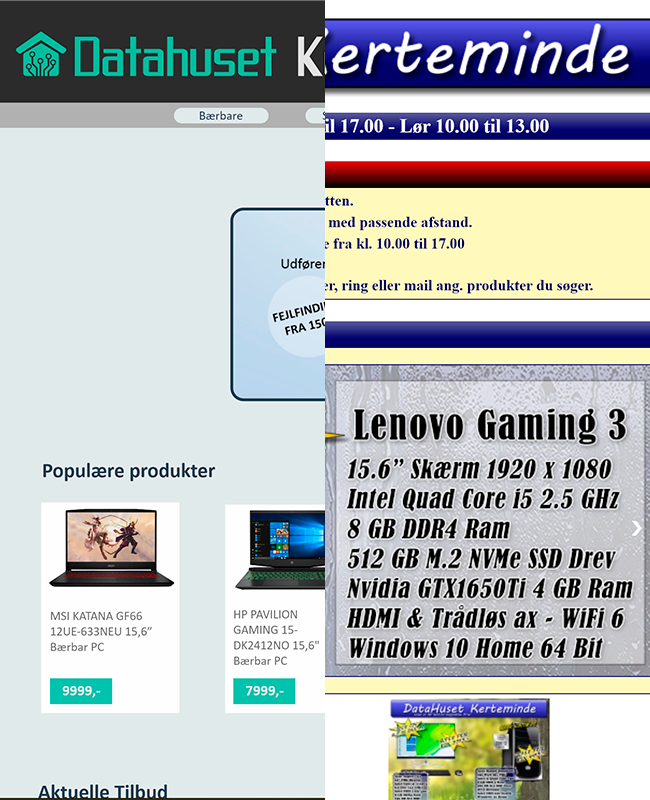 Datahuset K
Bærbare
Udføre
FEJLFINDI
FRA 150
Populære produkter
MSI KATANA GF66
12UE-633NEU 15,6”
Bærbar PC
9999,-
HP PAVILION
GAMING 15-
DK2412NO 15,6"
Bærbar PC
7999,-
Aktuelle Tilbud
Kerteminde
il 17.00 - Lør 10.00 til 13.00
tten.
med passende afstand.
e fra kl. 10.00 til 17.00
er, ring eller mail ang. produkter du søger.
Lenovo Gaming 3
15.6” Skærm 1920 x 1080
Intel Quad Core i5 2.5 GHz
8 GB DDR4 Ram
512 GB M.2 NVMe SSD Drev
Nvidia GTX1650Ti 4 GB Ram
HDMI & Trådløs ax - WiFi 6
Windows 10 Home 64 Bit
DataHuset Kerteminde